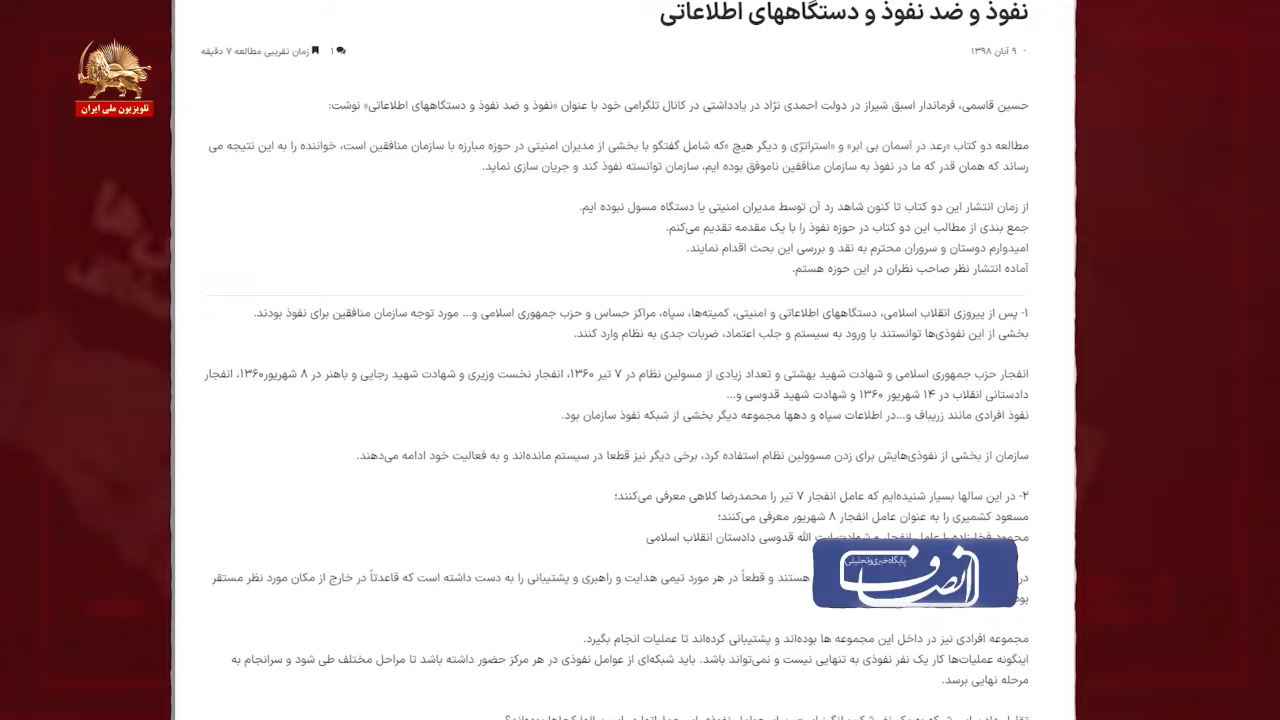 نفوذ و ضد نفوذ و دستگاههای اطلاعاتی
۹ آبان ۱۳۹۸
۱ زمان تقریبی مطالعه ۷ دقیقه
تلویزیون ملی ایران
حسین قاسمی، فرماندار اسبق شیراز در دولت احمدی نژاد در یادداشتی در کانال تلگرامی خود با عنوان «نفوذ و ضد نفوذ و دستگاههای اطلاعاتی» نوشت:
مطالعه دو کتاب «رعد در آسمان بی ابر» و «استراتژی و دیگر هیچ »که شامل گفتگو با بخشی از مدیران امنیتی در حوزه مبارزه با سازمان منافقین است، خواننده را به این نتیجه می
رساند که همان قدر که ما در نفوذ به سازمان منافقین ناموفق بوده ایم، سازمان توانسته نفوذ کند و جریان سازی نماید.
از زمان انتشار این دو کتاب تا کنون شاهد رد آن توسط مدیران امنیتی یا دستگاه مسول نبوده ایم.
جمع بندی از مطالب این دو کتاب در حوزه نفوذ را با یک مقدمه تقدیم می‌کنم.
امیدوارم دوستان و سروران محترم به نقد و بررسی این بحث اقدام نمایند.
آماده انتشار نظر صاحب نظران در این حوزه هستم.
۱- پس از پیروزی انقلاب اسلامی، دستگاههای اطلاعاتی و امنیتی، کمیته‌ها، سپاه، مراکز حساس و حزب جمهوری اسلامی و… مورد توجه سازمان منافقین برای نفوذ بودند.
بخشی از این نفوذی‌ها توانستند با ورود به سیستم و جلب اعتماد، ضربات جدی به نظام وارد کنند.
انفجار حزب جمهوری اسلامی و شهادت شهید بهشتی و تعداد زیادی از مسولین نظام در ۷ تیر ۱۳۶۰، انفجار نخست وزیری و شهادت شهید رجایی و باهنر در ۸ شهریور۱۳۶۰، انفجار
دادستانی انقلاب در ۱۴ شهریور ۱۳۶۰ و شهادت شهید قدوسی و…
نفوذ افرادی مانند زریباف و…در اطلاعات سپاه و دهها مجموعه دیگر بخشی از شبکه نفوذ سازمان بود.
سازمان از بخشی از نفوذی‌هایش برای زدن مسوولین نظام استفاده کرد، برخی دیگر نیز قطعا در سیستم مانده‌اند و به فعالیت خود ادامه می‌دهند.
۲- در این سالها بسیار شنیده‌ایم که عامل انفجار ۷ تیر را محمدرضا کلاهی معرفی می‌کنند؛
مسعود کشمیری را به عنوان عامل انفجار ۸ شهریور معرفی می‌کنند؛
محمود فخارزاده را عامل انفجار و شهادت آیت الله قدوسی دادستان انقلاب اسلامی
پایگاه خبری و تحلیلی
انصاف
هستند و قطعاً در هر مورد تیمی هدایت و راهبری و پشتیبانی را به دست داشته است که قاعدتاً در خارج از مکان مورد نظر مستقر
مجموعه افرادی نیز در داخل این مجموعه ها بوده‌اند و پشتیبانی کرده‌اند تا عملیات انجام بگیرد.
اینگونه عملیات‌ها کار یک نفر نفوذی به تنهایی نیست و نمی‌تواند باشد. باید شبکه‌ای از عوامل نفوذی در هر مرکز حضور داشته باشد تا مراحل مختلف طی شود و سرانجام به
مرحله نهایی برسد.